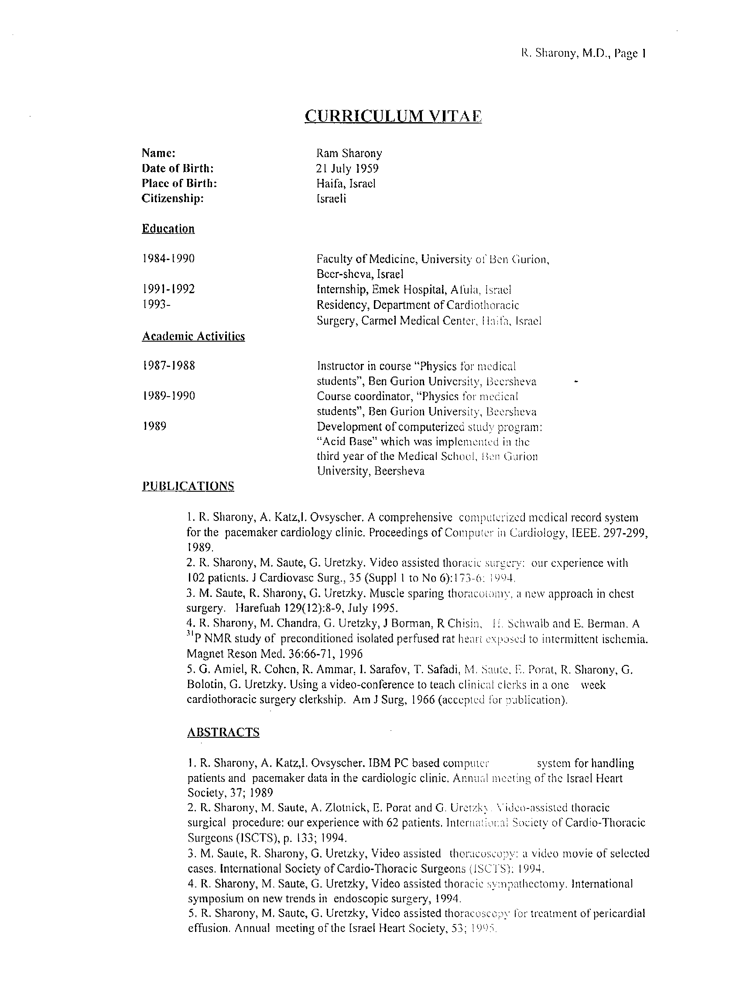 R. Sharony, M.D., Page 1
CURRICULUM VITAE
Name: Ram Sharony
Date of Birth: 21 July 1959
Place of Birth: Haifa, Israel
Citizenship: Israeli
Education
1984-1990 Faculty of Medicine, University of Ben Gurion,
Beer-sheva, Israel
1991-1992 Internship, Emek Hospital, Afula, Israel
1993- Residency, Department of Cardiothoracic
Surgery, Carmel Medical Center, Haifa, Israel
Academic Activities
1987-1988 Instructor in course “Physics for medical
students”, Ben Gurion University, Beersheva
1989-1990 Course coordinator, “Physics for medical
students”, Ben Gurion University, Beersheva
1989 Development of computerized study program:
“Acid Base” which was implemented in the
third year of the Medical School, Ben Gurion
University, Beersheva
PUBLICATIONS
1. R. Sharony, A. Katz,I. Ovsyscher. A comprehensive computerized medical record system
for the pacemaker cardiology clinic. Proceedings of Computer in Cardiology, IEEE. 297-299,
1989.
2. R. Sharony, M. Saute, G. Uretzky. Video assisted thoracic surgery: our experience with
102 patients. J Cardiovasc Surg., 35 (Suppl 1 to No 6):173-6: 1994.
3. M. Saute, R. Sharony, G. Uretzky. Muscle sparing thoracotomy, a new approach in chest
surgery. Harefuah 129(12):8-9, July 1995.
4. R. Sharony, M. Chandra, G. Uretzky, J Borman, R Chisin, H. Schwalb and E. Berman. A
31P NMR study of preconditioned isolated perfused rat heart exposed to intermittent ischemia.
Magnet Reson Med. 36:66-71, 1996
5. G. Amiel, R. Cohen, R. Ammar, I. Sarafov, T. Safadi, M. Saute, E. Porat, R. Sharony, G.
Bolotin, G. Uretzky. Using a video-conference to teach clinical clerks in a one week
cardiothoracic surgery clerkship. Am J Surg, 1966 (accepted for publication).
ABSTRACTS
1. R. Sharony, A. Katz,I. Ovsyscher. IBM PC based computer system for handling
patients and pacemaker data in the cardiologic clinic. Annual meeting of the Israel Heart
Society, 37; 1989
2. R. Sharony, M. Saute, A. Zlotnick, E. Porat and G. Uretzky. Video-assisted thoracic
surgical procedure: our experience with 62 patients. International Society of Cardio-Thoracic
Surgeons (ISCTS), p. 133; 1994.
3. M. Saute, R. Sharony, G. Uretzky, Video assisted thoracoscopy: a video movie of selected
cases. International Society of Cardio-Thoracic Surgeons (ISCTS); 1994.
4. R. Sharony, M. Saute, G. Uretzky, Video assisted thoracic sympathectomy. International
symposium on new trends in endoscopic surgery, 1994.
5. R. Sharony, M. Saute, G. Uretzky, Video assisted thoracoscopy for treatment of pericardial
effusion. Annual meeting of the Israel Heart Society, 53; 1995.